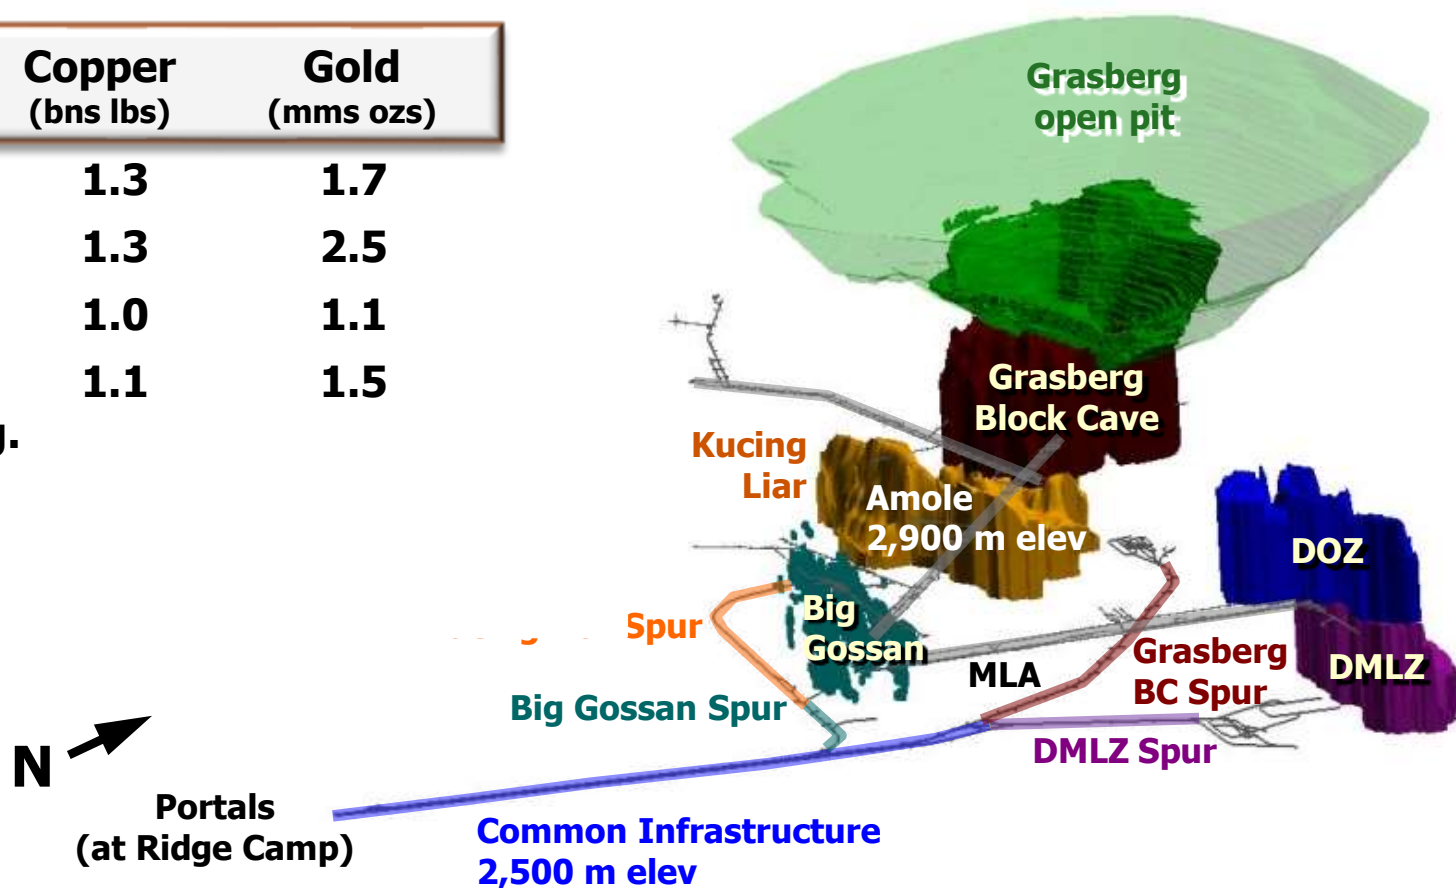 Copper Gold
(bns lbs) (mms ozs)
1.3 1.7
1.3 2.5
1.0 1.1
1.1 1.5
g.
Grasberg
open pit
Grasberg
Block Cave
Kucing
Liar
Amole
2,900 m elev
DOZ
Big
Gossan
Spur
Grasberg
BC Spur
DMLZ
MLA
Big Gossan Spur
DMLZ Spur
N
Portals
(at Ridge Camp)
Common Infrastructure
2,500 m elev